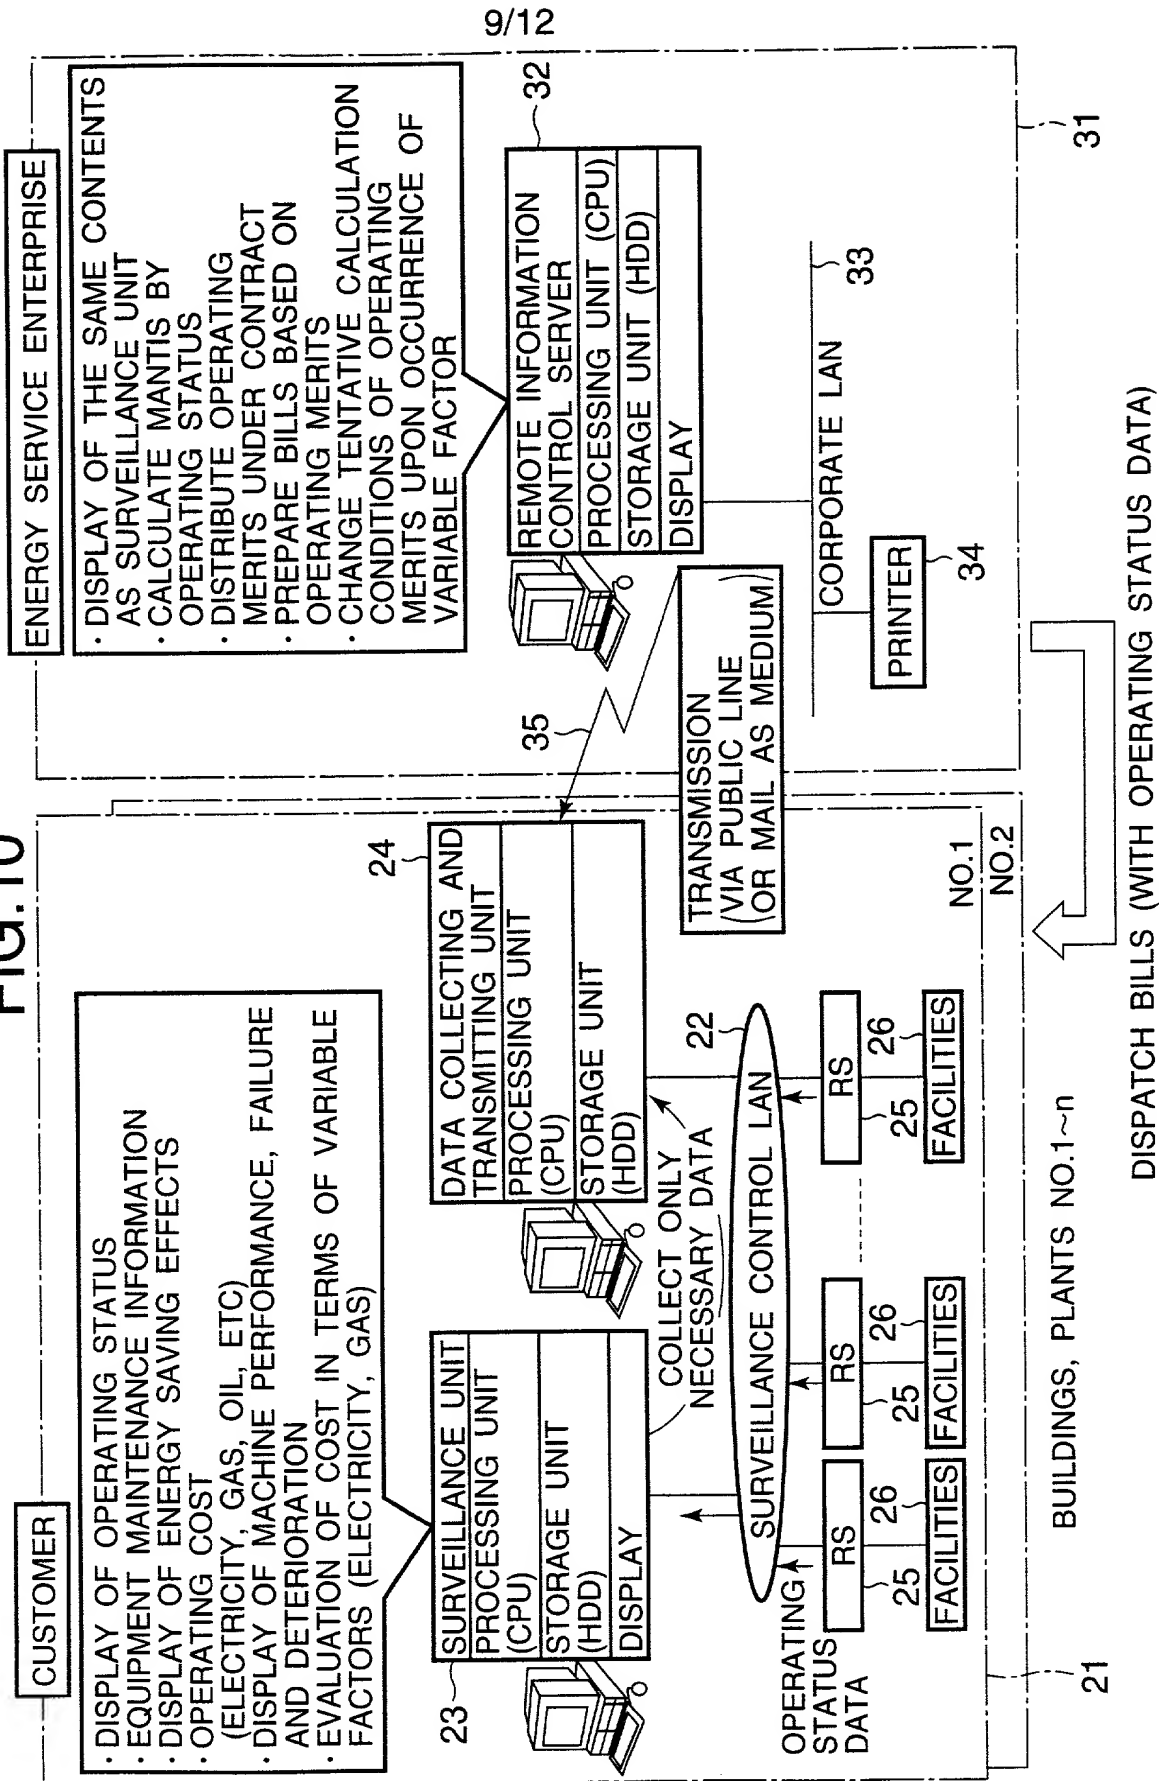 9/12
FIG.10
CUSTOMER
· DISPLAY OF OPERATING STATUS
· EQUIPMENT MAINTENANCE INFORMATION
· DISPLAY OF ENERGY SAVING EFFECTS
· OPERATING COST
(ELECTRICITY, GAS, OIL, ETC)
· DISPLAY OF MACHINE PERFORMANCE, FAILURE
AND DETERIORATION
· EVALUATION OF COST IN TERMS OF VARIABLE
FACTORS (ELECTRICITY, GAS)
23
SURVEILLANCE UNIT
PROCESSING UNIT
(CPU)
STORAGE UNIT
(HDD)
DISPLAY
24
DATA COLLECTING AND
TRANSMITTING UNIT
PROCESSING UNIT
(CPU)
STORAGE UNIT
(HDD)
COLLECT ONLY
NECESSARY DATA
22
SURVEILLANCE CONTROL LAN
OPERATING
STATUS
DATA
RS
RS
RS
25
26
25
26
25
26
FACILITIES
FACILITIES
FACILITIES
21
NO.1
NO.2
BUILDINGS, PLANTS NO.1~n
ENERGY SERVICE ENTERPRISE
· DISPLAY OF THE SAME CONTENTS
AS SURVEILLANCE UNIT
· CALCULATE MANTIS BY
OPERATING STATUS
· DISTRIBUTE OPERATING
MERITS UNDER CONTRACT
· PREPARE BILLS BASED ON
OPERATING MERITS
· CHANGE TENTATIVE CALCULATION
CONDITIONS OF OPERATING
MERITS UPON OCCURRENCE OF
VARIABLE FACTOR
32
REMOTE INFORMATION
CONTROL SERVER
PROCESSING UNIT (CPU)
STORAGE UNIT (HDD)
DISPLAY
35
TRANSMISSION
(VIA PUBLIC LINE
OR MAIL AS MEDIUM)
33
CORPORATE LAN
PRINTER
34
31
DISPATCH BILLS (WITH OPERATING STATUS DATA)